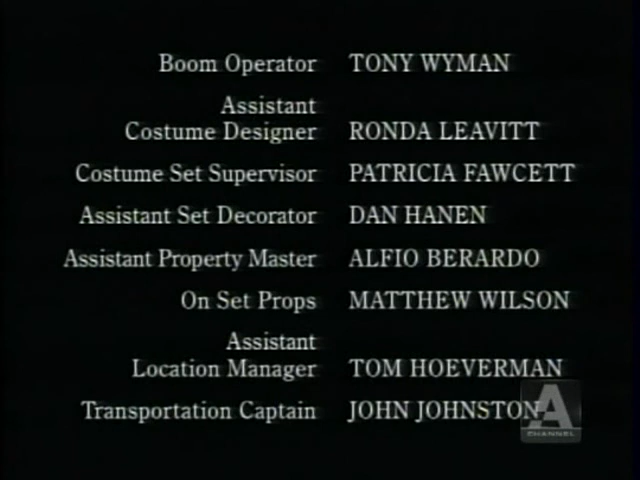 Boom Operator TONY WYMAN
Assistant
Costume Designer RONDA LEAVITT
Costume Set Supervisor PATRICIA FAWCETT
Assistant Set Decorator DAN HANEN
Assistant Property Master ALFIO BERARDO
On Set Props MATTHEW WILSON
Assistant
Location Manager TOM HOEVERMAN
Transportation Captain JOHN JOHNSTON
A
CHANNEL